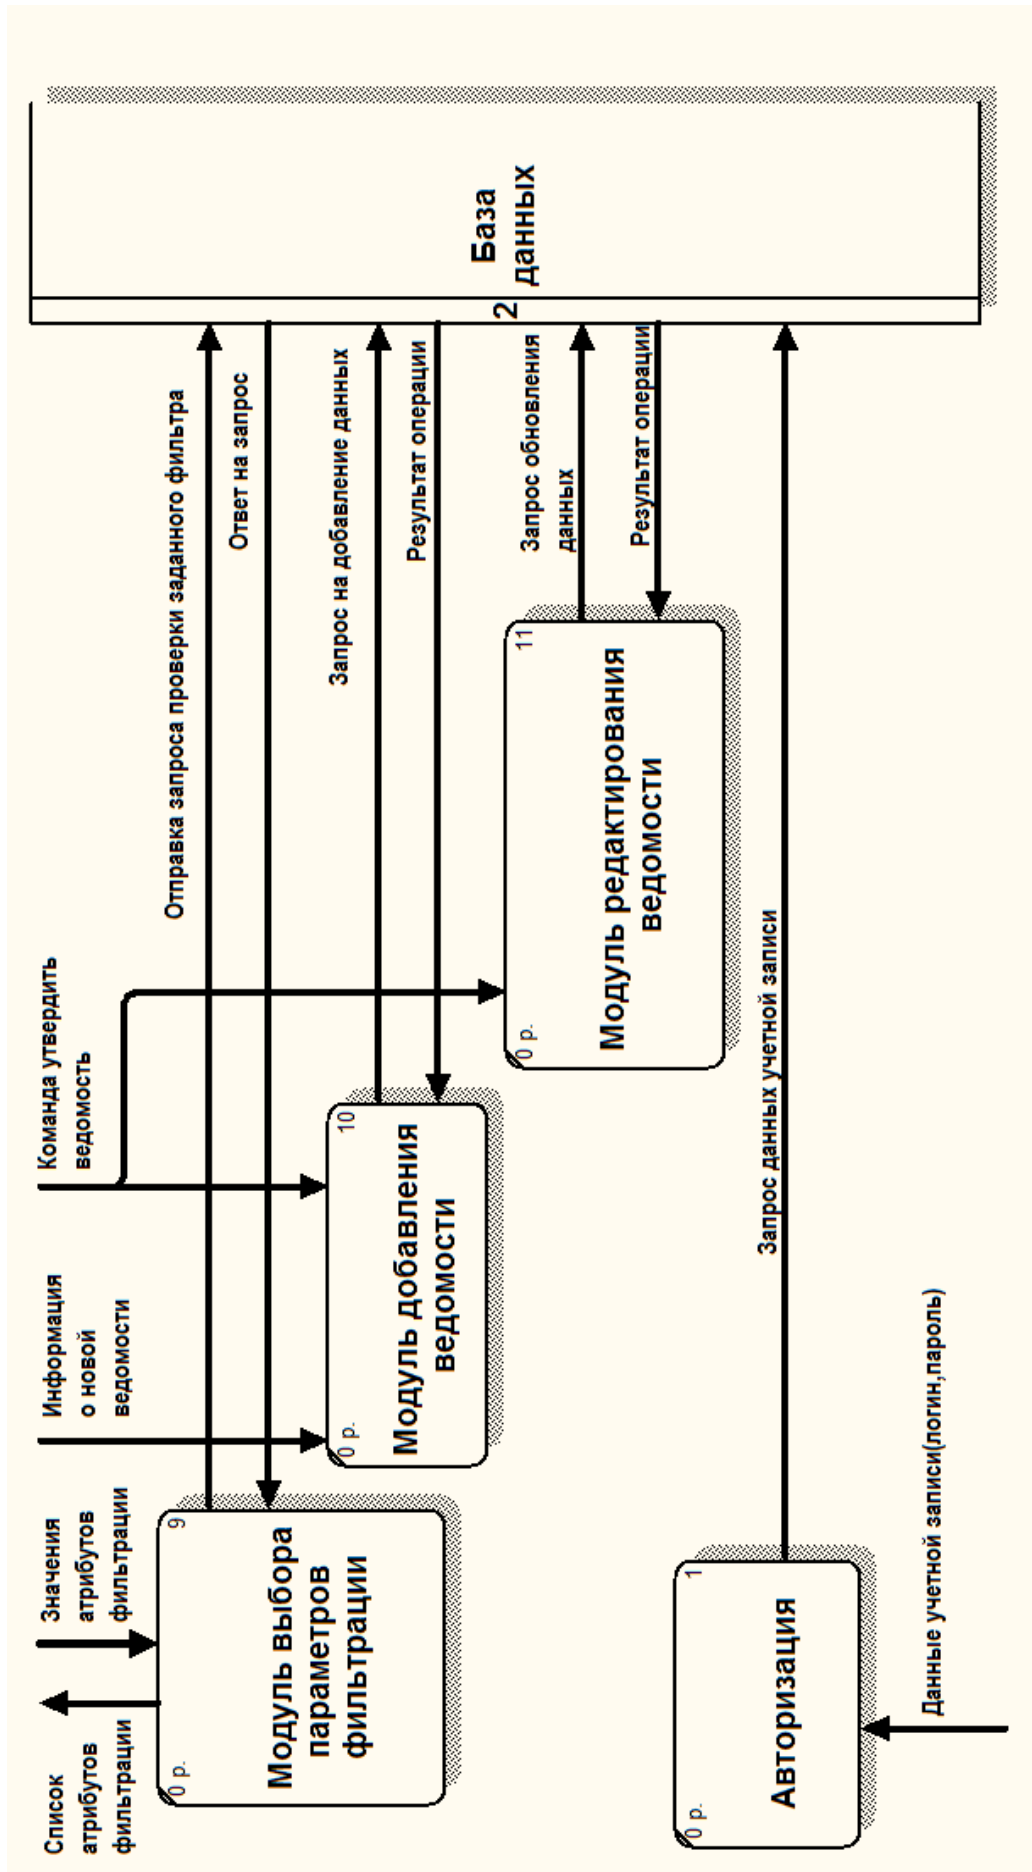 Список
атрибутов
фильтрации
Значения
атрибутов
фильтрации
Информация
о новой
ведомости
Команда утвердить
ведомость
9
Модуль выбора
параметров
фильтрации
0 р.
Отправка запроса проверки заданного фильтра
Ответ на запрос
10
Модуль добавления
ведомости
0 р.
Запрос на добавление данных
Результат операции
11
Модуль редактирования
ведомости
0 р.
Запрос обновления
данных
Результат операции
1
Авторизация
0 р.
Запрос данных учетной записи
Данные учетной записи(логин,пароль)
2
База
данных